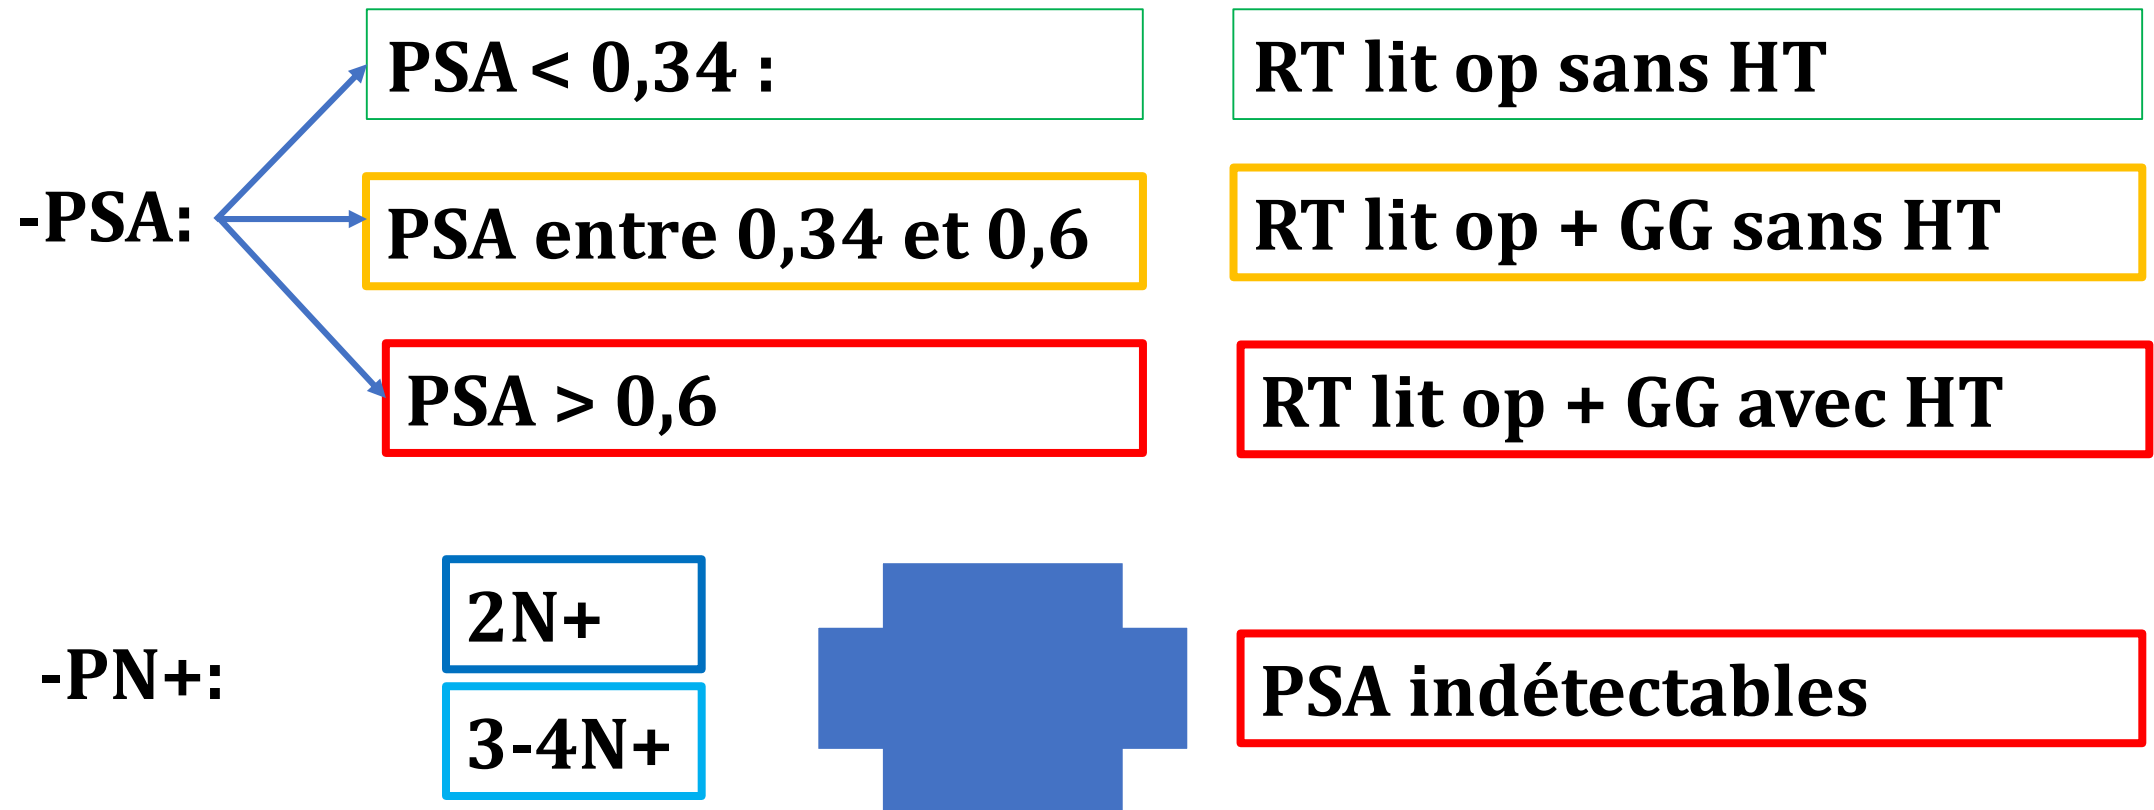 PSA < 0,34 :
RT lit op sans HT
-PSA:
PSA entre 0,34 et 0,6
RT lit op + GG sans HT
PSA > 0,6
RT lit op + GG avec HT
-PN+:
2N+
3-4N+
PSA indétectables